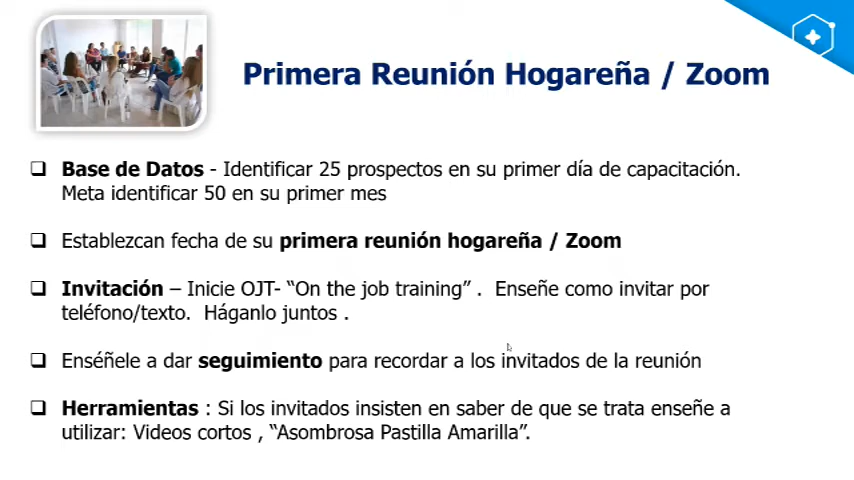 Primera Reunión Hogareña / Zoom
❑ Base de Datos - Identificar 25 prospectos en su primer día de capacitación.
Meta identificar 50 en su primer mes
❑ Establezcan fecha de su primera reunión hogareña / Zoom
❑ Invitación – Inicie OJT- “On the job training” . Enseñe como invitar por
teléfono/texto. Háganlo juntos .
❑ Enséñele a dar seguimiento para recordar a los invitados de la reunión
❑ Herramientas : Si los invitados insisten en saber de que se trata enseñe a
utilizar: Videos cortos , “Asombrosa Pastilla Amarilla”.